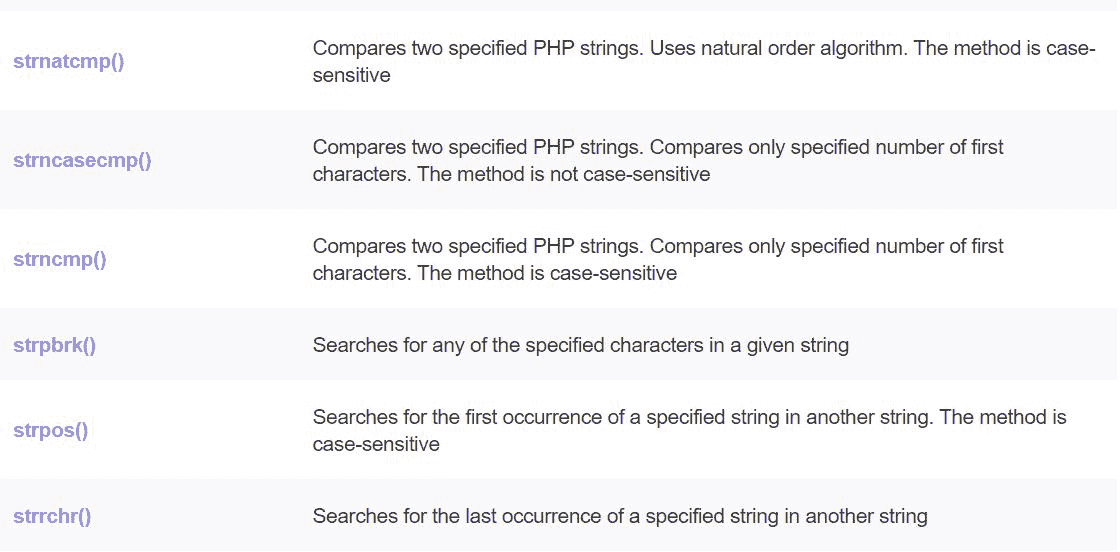 strnatcmp()
Compares two specified PHP strings. Uses natural order algorithm. The method is case-
sensitive
strncasecmp()
Compares two specified PHP strings. Compares only specified number of first
characters. The method is not case-sensitive
strncmp()
Compares two specified PHP strings. Compares only specified number of first
characters. The method is case-sensitive
strpbrk()
Searches for any of the specified characters in a given string
strpos()
Searches for the first occurrence of a specified string in another string. The method is
case-sensitive
strrchr()
Searches for the last occurrence of a specified string in another string